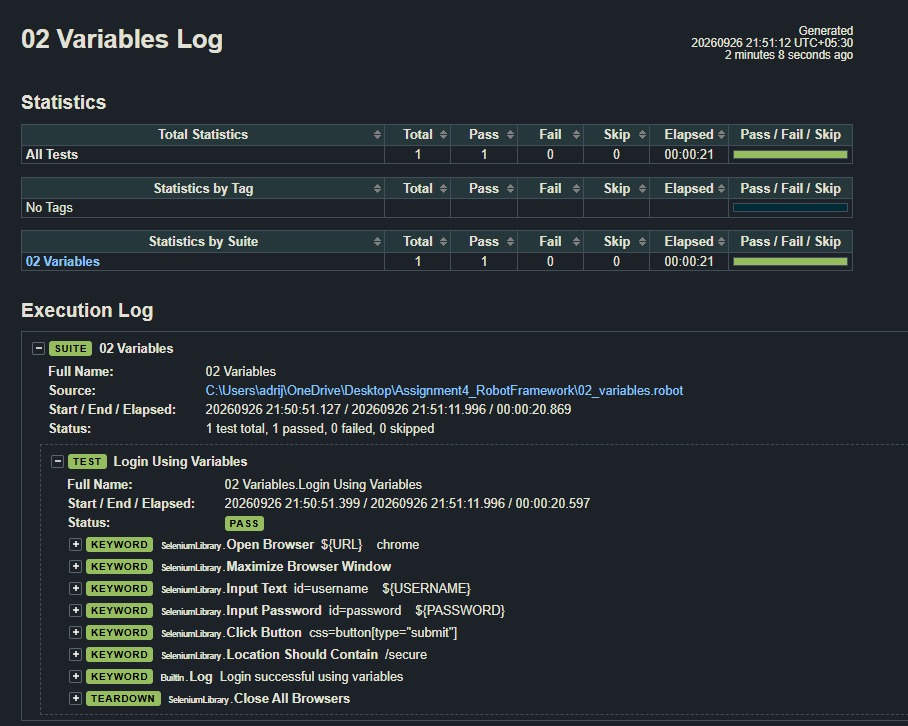 02 Variables Log
Generated
20260926 21:51:12 UTC+05:30
2 minutes 8 seconds ago
Statistics
Total Statistics Total Pass Fail Skip Elapsed Pass / Fail / Skip
All Tests 1 1 0 0 00:00:21
Statistics by Tag Total Pass Fail Skip Elapsed Pass / Fail / Skip
No Tags
Statistics by Suite Total Pass Fail Skip Elapsed Pass / Fail / Skip
02 Variables 1 1 0 0 00:00:21
Execution Log
SUITE 02 Variables
Full Name: 02 Variables
Source: C:\Users\adrij\OneDrive\Desktop\Assignment4_RobotFramework\02_variables.robot
Start / End / Elapsed: 20260926 21:50:51.127 / 20260926 21:51:11.996 / 00:00:20.869
Status: 1 test total, 1 passed, 0 failed, 0 skipped
TEST Login Using Variables
Full Name: 02 Variables.Login Using Variables
Start / End / Elapsed: 20260926 21:50:51.399 / 20260926 21:51:11.996 / 00:00:20.597
Status: PASS
KEYWORD SeleniumLibrary.Open Browser ${URL} chrome
KEYWORD SeleniumLibrary.Maximize Browser Window
KEYWORD SeleniumLibrary.Input Text id=username ${USERNAME}
KEYWORD SeleniumLibrary.Input Password id=password ${PASSWORD}
KEYWORD SeleniumLibrary.Click Button css=button[type="submit"]
KEYWORD SeleniumLibrary.Location Should Contain /secure
KEYWORD BuiltIn.Log Login successful using variables
TEARDOWN SeleniumLibrary.Close All Browsers